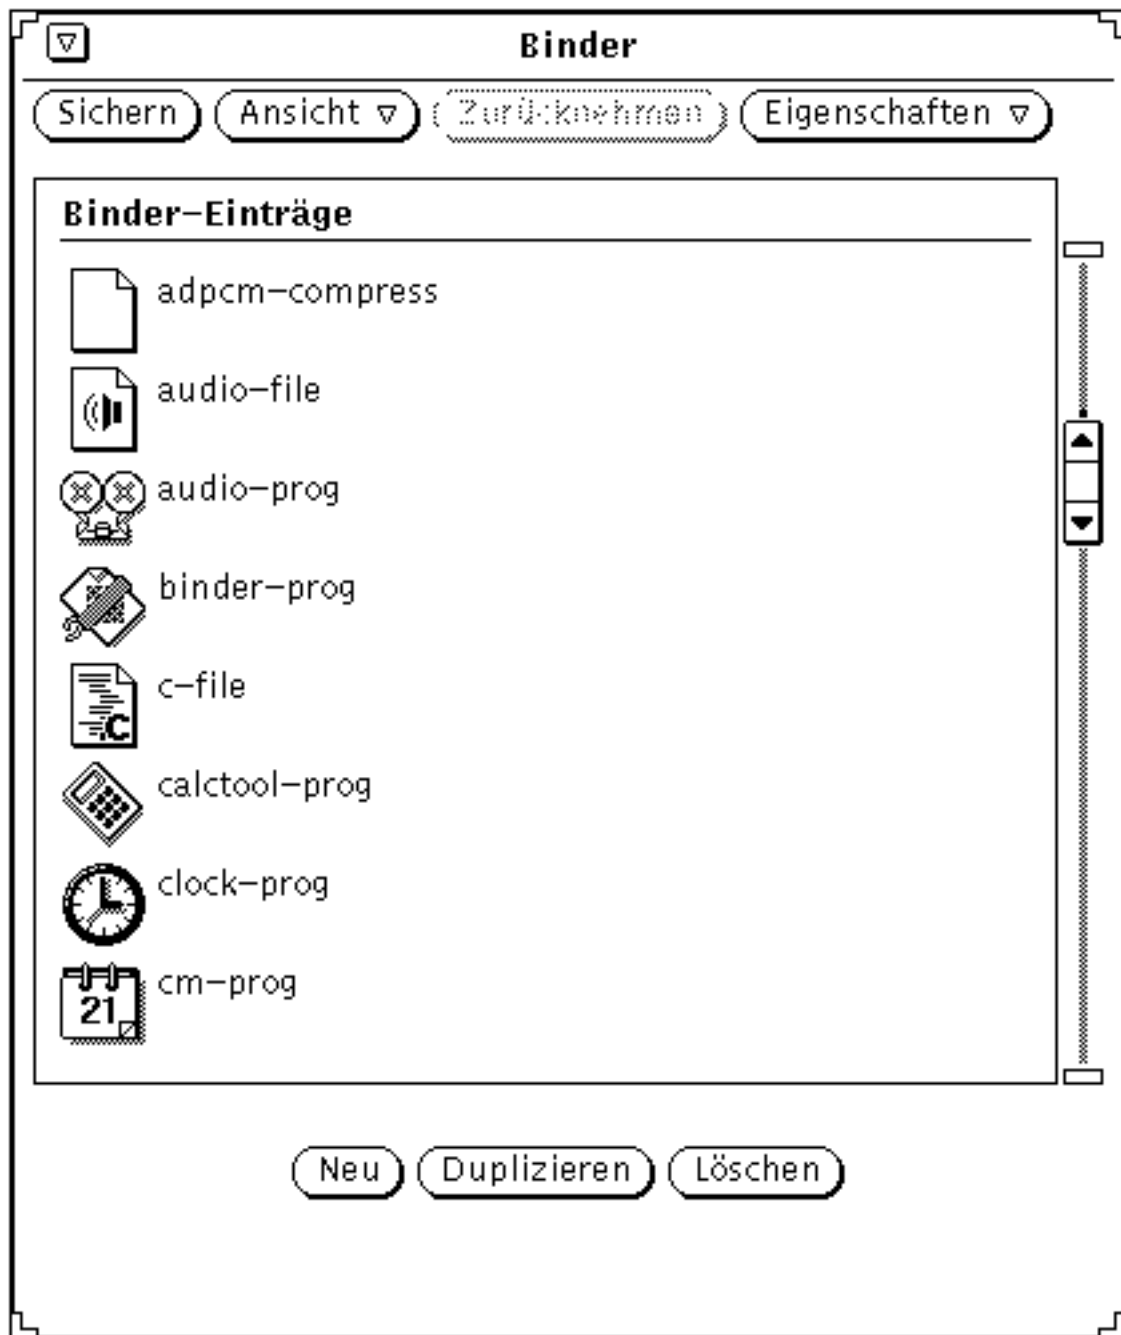 Binder
Sichern Ansicht Zurücknehmen Eigenschaften
Binder-Einträge
adpcm-compress
audio-file
audio-prog
binder-prog
c-file
.C
calctool-prog
clock-prog
cm-prog
21
Neu Duplizieren Löschen